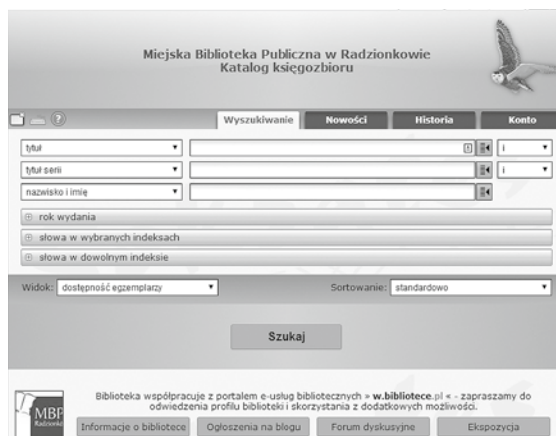 Miejska Biblioteka Publiczna w Radzionkowie
Katalog księgozbioru
Wyszukiwanie Nowości Historia Konto
tytuł i
tytuł serii i
nazwisko i imię
rok wydania
słowa w wybranych indeksach
słowa w dowolnym indeksie
Widok: dostępność egzemplarzy Sortowanie: standardowo
Szukaj
MBP
Radzionków
Biblioteka współpracuje z portalem e-usług bibliotecznych » w.bibliotece.pl « - zapraszamy do
odwiedzenia profilu biblioteki i skorzystania z dodatkowych możliwości.
Informacje o bibliotece Ogłoszenia na blogu Forum dyskusyjne Ekspozycja